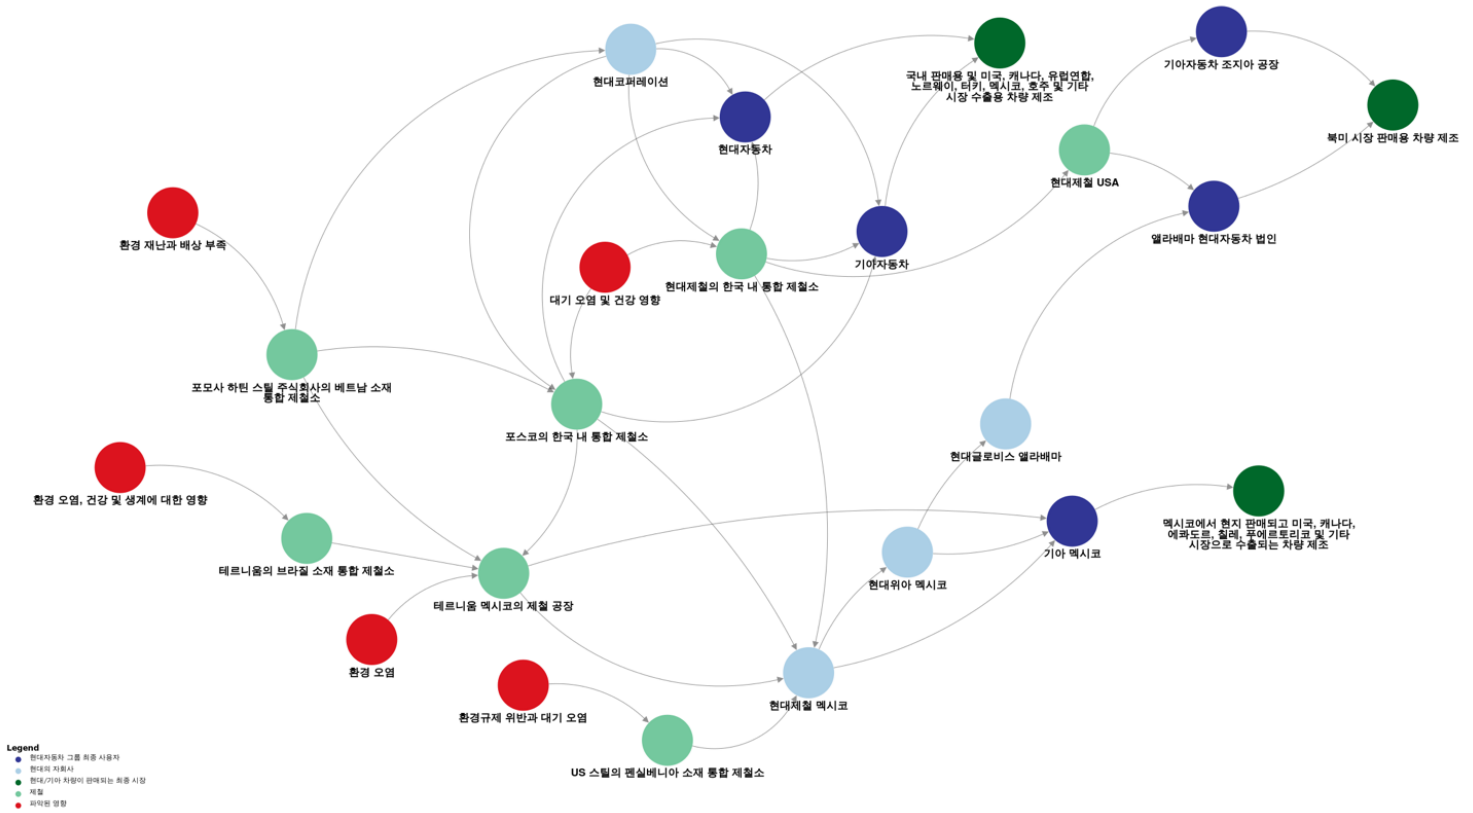 현대코퍼레이션
국내 판매용 및 미국, 캐나다, 유럽연합,
노르웨이, 터키, 멕시코, 호주 및 기타
시장 수출용 차량 제조
기아자동차 조지아 공장
북미 시장 판매용 차량 제조
현대자동차
현대제철 USA
환경 재난과 배상 부족
앨라배마 현대자동차 법인
기아자동차
대기 오염 및 건강 영향
현대제철의 한국 내 통합 제철소
포모사 하틴 스틸 주식회사의 베트남 소재
통합 제철소
포스코의 한국 내 통합 제철소
현대글로비스 앨라배마
환경 오염, 건강 및 생계에 대한 영향
멕시코에서 현지 판매되고 미국, 캐나다,
에콰도르, 칠레, 푸에르토리코 및 기타
시장으로 수출되는 차량 제조
기아 멕시코
테르니움의 브라질 소재 통합 제철소
현대위아 멕시코
테르니움 멕시코의 제철 공장
환경 오염
현대제철 멕시코
환경규제 위반과 대기 오염
US 스틸의 펜실베니아 소재 통합 제철소
Legend
현대자동차 그룹 최종 사용자
현대의 자회사
현대/기아 차량이 판매되는 최종 시장
제철
파악된 영향